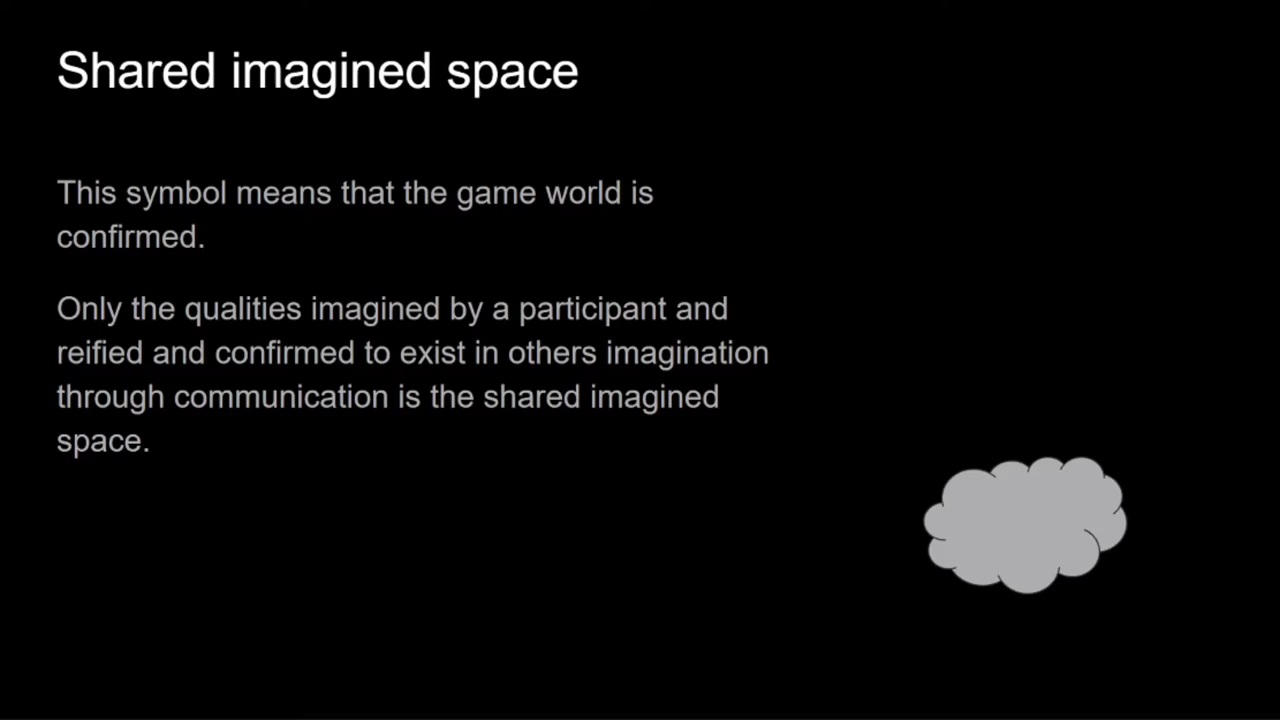 Shared imagined space
This symbol means that the game world is
confirmed.
Only the qualities imagined by a participant and
reified and confirmed to exist in others imagination
through communication is the shared imagined
space.